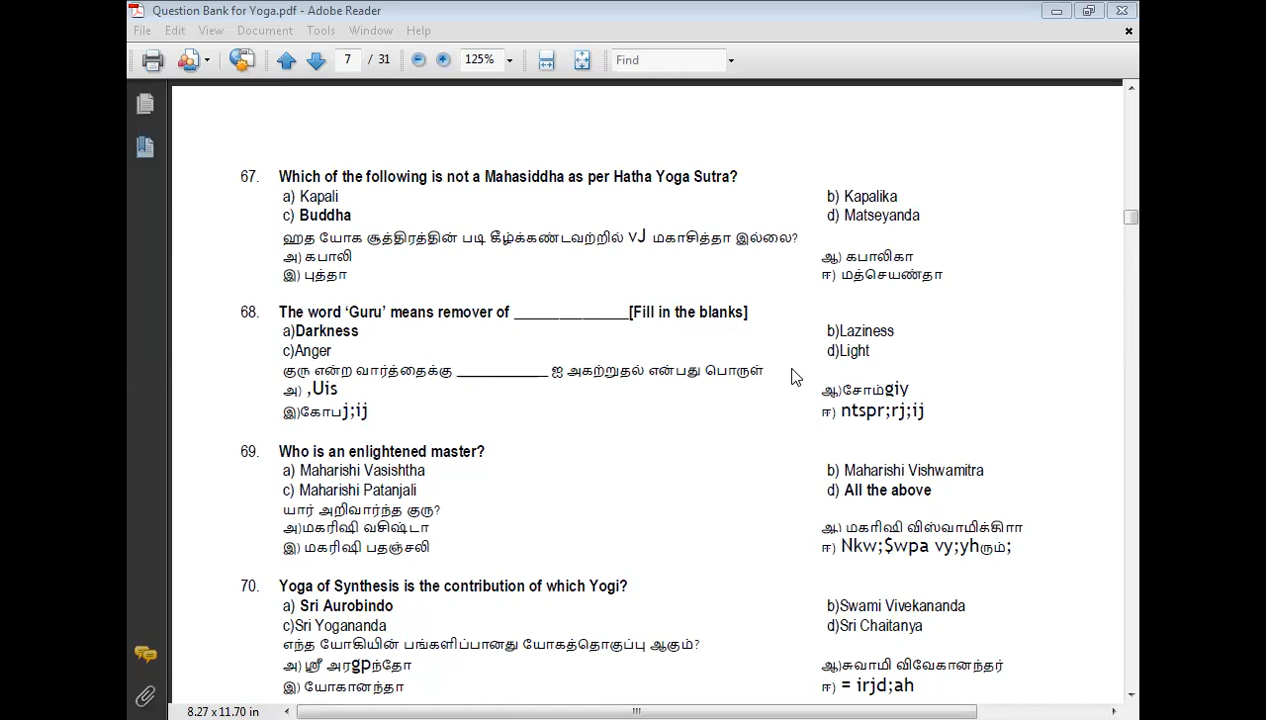 Question Bank for Yoga.pdf - Adobe Reader
File Edit View Document Tools Window Help
7 / 31 125% Find
67. Which of the following is not a Mahasiddha as per Hatha Yoga Sutra?
a) Kapali b) Kapalika
c) Buddha d) Matseyanda
ஹத யோக சூத்திரத்தின் படி கீழ்க்கண்டவற்றில் vJ மகாசித்தா இல்லை?
அ) கபாலி ஆ) கபாலிகா
இ) புத்தா ஈ) மத்செயண்தா
68. The word ‘Guru’ means remover of _______________[Fill in the blanks]
a)Darkness b)Laziness
c)Anger d)Light
குரு என்ற வார்த்தைக்கு ____________ ஐ அகற்றுதல் என்பது பொருள்
அ) ,Uis ஆ)சோம்giy
இ)கோபj;ij ஈ) ntspr;rj;ij
69. Who is an enlightened master?
a) Maharishi Vasishtha b) Maharishi Vishwamitra
c) Maharishi Patanjali d) All the above
யார் அறிவார்ந்த குரு?
அ)மகரிஷி வசிஷ்டா ஆ) மகரிஷி விஸ்வாமிக்ரா
இ) மகரிஷி பதஞ்சலி ஈ) Nkw;$wpa vy;yhரும்;
70. Yoga of Synthesis is the contribution of which Yogi?
a) Sri Aurobindo b)Swami Vivekananda
c)Sri Yogananda d)Sri Chaitanya
எந்த யோகியின் பங்களிப்பானது யோகத்தொகுப்பு ஆகும்?
அ) ஸ்ரீ அரgpந்தோ ஆ)சுவாமி விவேகானந்தர்
இ) யோகானந்தா ஈ) = irjd;ah
8.27 x 11.70 in